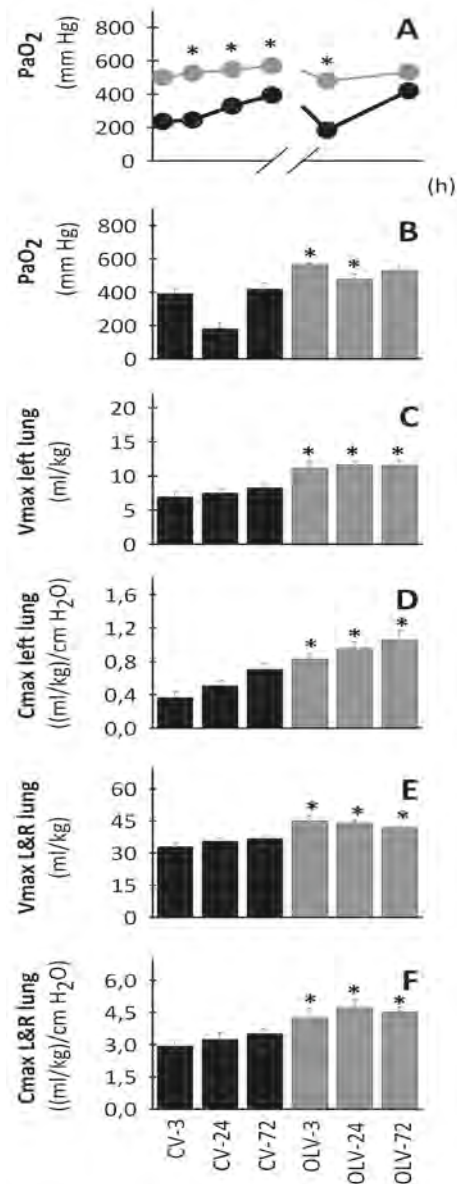 A
PaO2
(mm Hg)
800
600
400
200
0
* * * *
(h)
B
PaO2
(mm Hg)
800
600
400
200
0
* *
C
Vmax left lung
(ml/kg)
20
15
10
5
0
* * *
D
Cmax left lung
((ml/kg)/cm H2O)
1,6
1,2
0,8
0,4
0,0
* * *
E
Vmax L&R lung
(ml/kg)
60
45
30
15
0
* * *
F
Cmax L&R lung
((ml/kg)/cm H2O)
6,0
4,5
3,0
1,5
0,0
* * *
CV-3
CV-24
CV-72
OLV-3
OLV-24
OLV-72